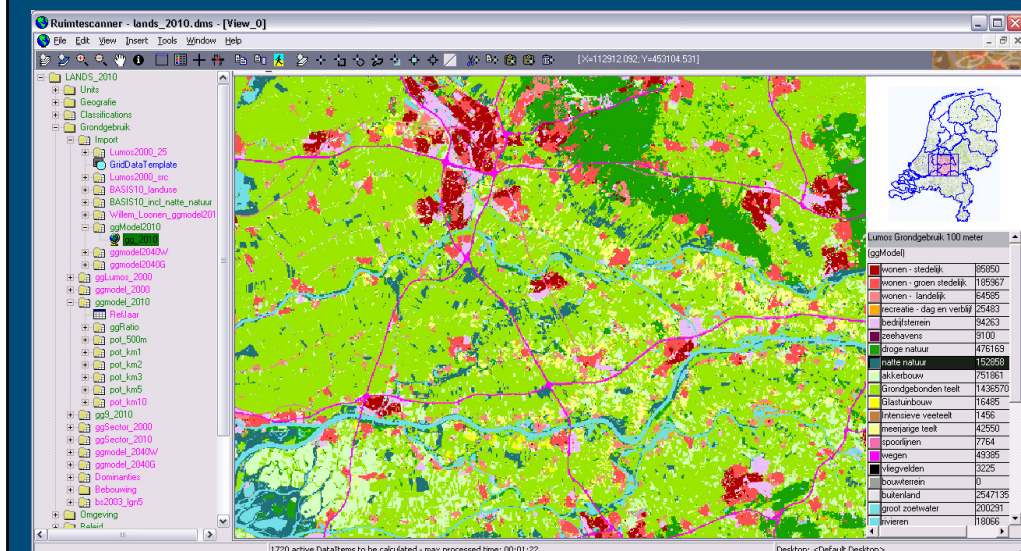 Ruimtescanner - lands_2010.dms - [View_0]
File Edit View Insert Tools Window Help
[X=112912.092; Y=453104.531]
LANDS_2010
Units
Geografie
Classifications
Grondgebruik
Import
Lumos2000_25
GridDataTemplate
Lumos2000_src
BASIS10_landuse
BASIS10_incl_natte_natuur
Willem_Loonen_ggmodel201
ggModel2010
gg_2010
ggmodel2040W
ggmodel2040G
ggLumos_2000
ggmodel_2000
ggmodel_2010
RefJaar
ggRatio
pot_500m
pot_km1
pot_km2
pot_km3
pot_km5
pot_km10
gg9_2010
ggSector_2000
ggSector_2010
ggmodel_2040W
ggmodel_2040G
Dominanties
Bebouwing
bs2003_lgn5
Omgeving
Beleid
Lumos Grondgebruik 100 meter
(ggModel)
wonen - stedelijk 85850
wonen - groen stedelijk 185967
wonen - landelijk 64585
recreatie - dag en verblijf 25483
bedrijfsterrein 94263
zeehavens 9100
droge natuur 476169
natte natuur 152858
akkerbouw 751861
Grondgebonden teelt 1436570
Glastuinbouw 16485
Intensieve veeteelt 1456
meerjarige teelt 42550
spoorlijnen 7764
wegen 49385
vliegvelden 3225
bouwterrein 0
buitenland 2547135
groot zoetwater 200291
rivieren 18066
1720 active DataItems to be calculated - max processed time: 00:01:22
Desktop: <Default Desktop>